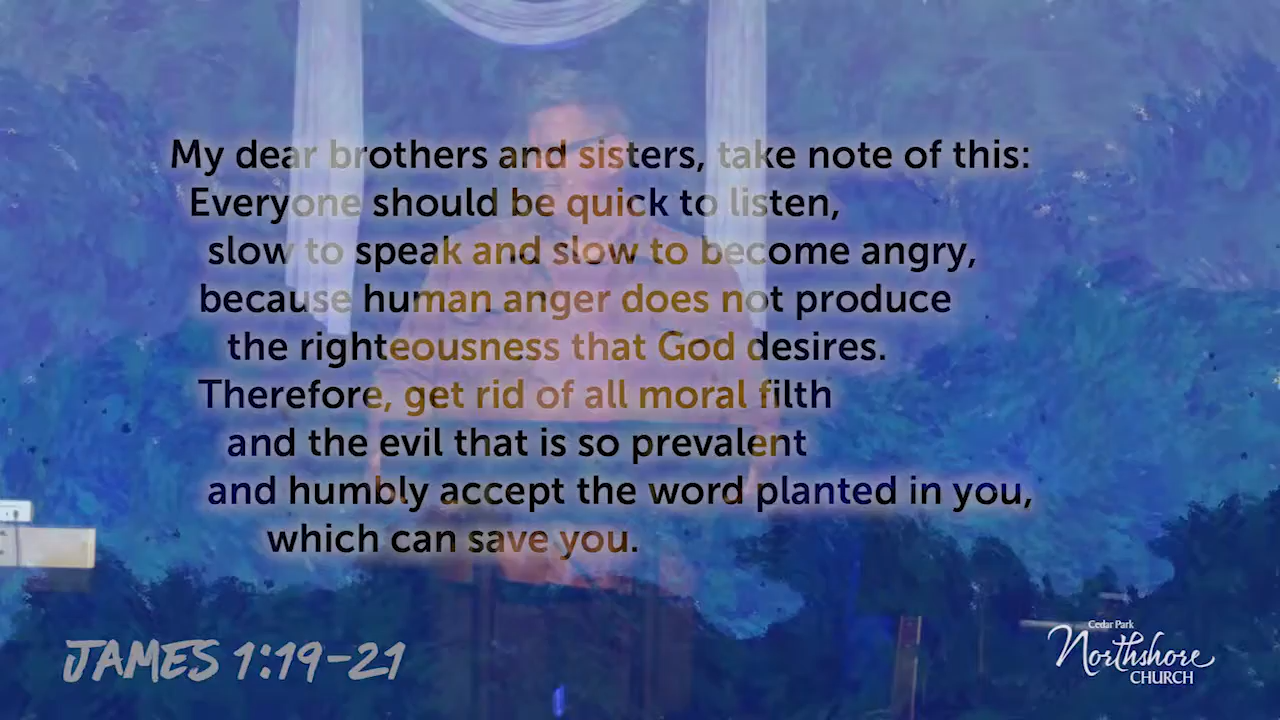 My dear brothers and sisters, take note of this:
Everyone should be quick to listen,
slow to speak and slow to become angry,
because human anger does not produce
the righteousness that God desires.
Therefore, get rid of all moral filth
and the evil that is so prevalent
and humbly accept the word planted in you,
which can save you.
JAMES 1:19-21
Cedar Park
Northshore
CHURCH